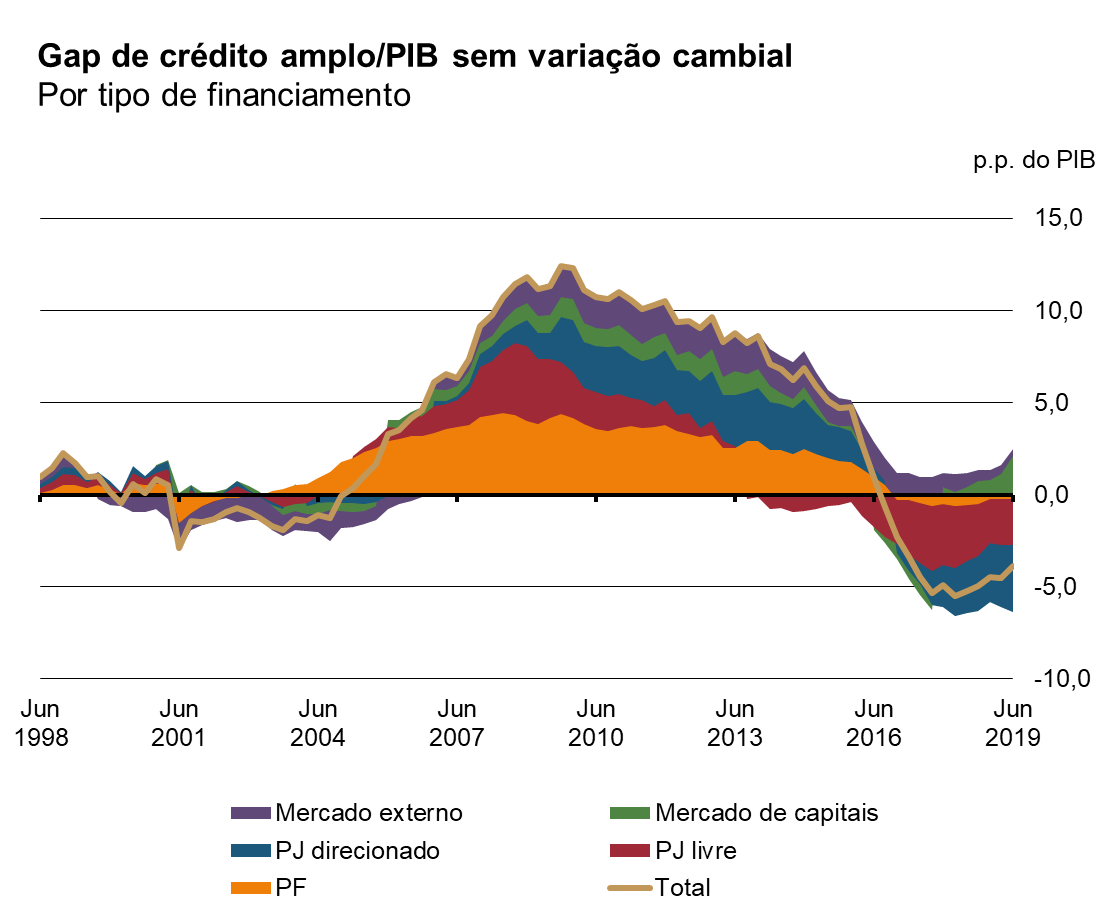 Gap de crédito amplo/PIB sem variação cambial
Por tipo de financiamento
p.p. do PIB
15,0
10,0
5,0
0,0
-5,0
-10,0
Jun Jun Jun Jun Jun Jun Jun Jun
1998 2001 2004 2007 2010 2013 2016 2019
Mercado externo Mercado de capitais
PJ direcionado PJ livre
PF Total